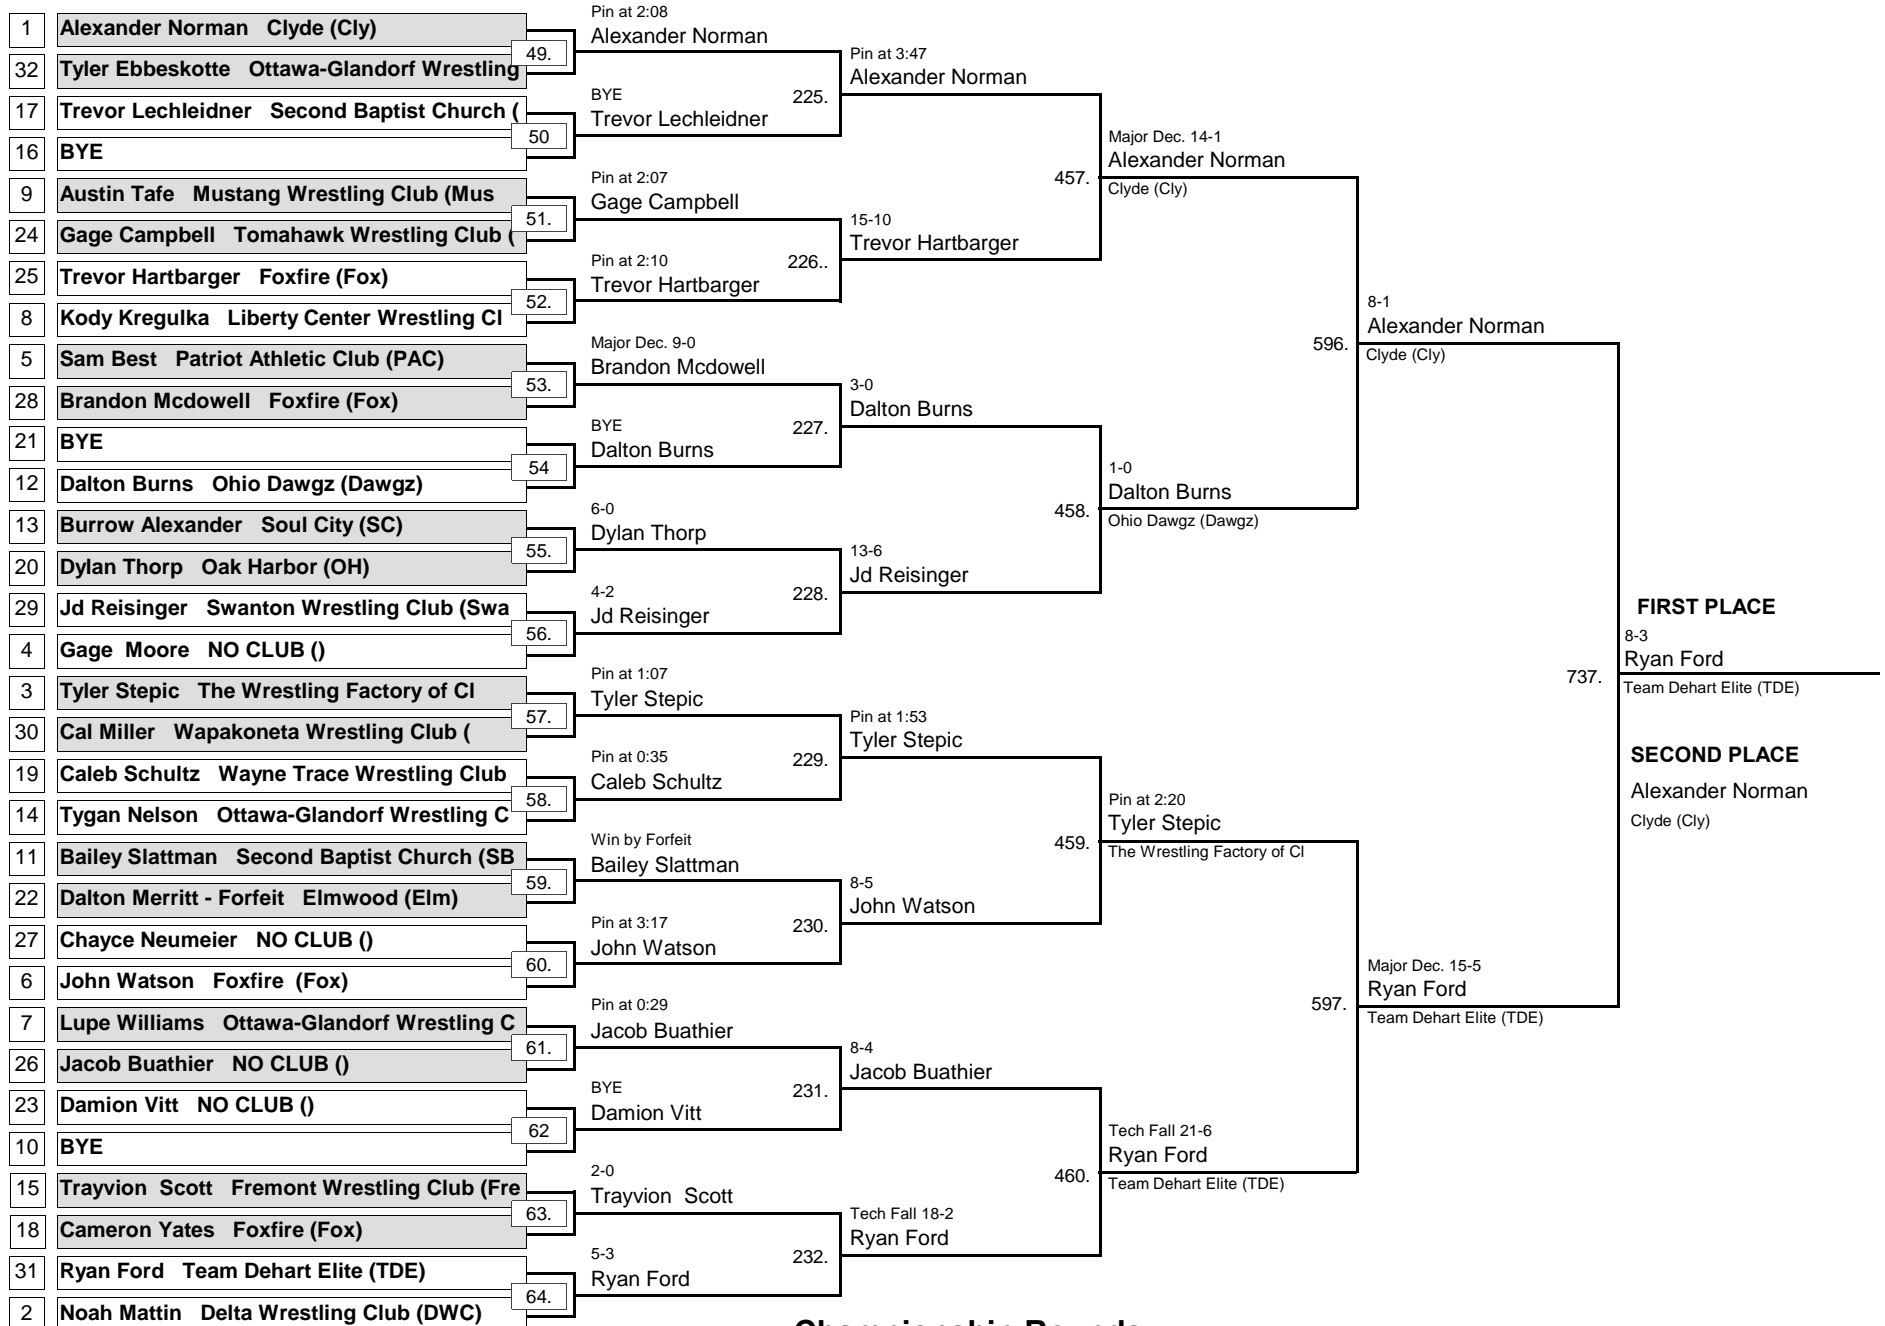 1 Alexander Norman Clyde (Cly)
32 Tyler Ebbeskotte Ottawa-Glandorf Wrestling
17 Trevor Lechleidner Second Baptist Church (
16 BYE
9 Austin Tafe Mustang Wrestling Club (Mus
24 Gage Campbell Tomahawk Wrestling Club (
25 Trevor Hartbarger Foxfire (Fox)
8 Kody Kregulka Liberty Center Wrestling Cl
5 Sam Best Patriot Athletic Club (PAC)
28 Brandon Mcdowell Foxfire (Fox)
21 BYE
12 Dalton Burns Ohio Dawgz (Dawgz)
13 Burrow Alexander Soul City (SC)
20 Dylan Thorp Oak Harbor (OH)
29 Jd Reisinger Swanton Wrestling Club (Swa
4 Gage Moore NO CLUB ()
3 Tyler Stepic The Wrestling Factory of Cl
30 Cal Miller Wapakoneta Wrestling Club (
19 Caleb Schultz Wayne Trace Wrestling Club
14 Tygan Nelson Ottawa-Glandorf Wrestling C
11 Bailey Slattman Second Baptist Church (SB
22 Dalton Merritt - Forfeit Elmwood (Elm)
27 Chayce Neumeier NO CLUB ()
6 John Watson Foxfire (Fox)
7 Lupe Williams Ottawa-Glandorf Wrestling C
26 Jacob Buathier NO CLUB ()
23 Damion Vitt NO CLUB ()
10 BYE
15 Trayvion Scott Fremont Wrestling Club (Fre
18 Cameron Yates Foxfire (Fox)
31 Ryan Ford Team Dehart Elite (TDE)
2 Noah Mattin Delta Wrestling Club (DWC)
49.
50
51.
52.
53.
54
55.
56.
57.
58.
59.
60.
61.
62
63.
64.
Pin at 2:08
Alexander Norman
BYE
Trevor Lechleidner
Pin at 2:07
Gage Campbell
Pin at 2:10
Trevor Hartbarger
Major Dec. 9-0
Brandon Mcdowell
BYE
Dalton Burns
6-0
Dylan Thorp
4-2
Jd Reisinger
Pin at 1:07
Tyler Stepic
Pin at 0:35
Caleb Schultz
Win by Forfeit
Bailey Slattman
Pin at 3:17
John Watson
Pin at 0:29
Jacob Buathier
BYE
Damion Vitt
2-0
Trayvion Scott
5-3
Ryan Ford
225.
226..
227.
228.
229.
230.
231.
232.
Pin at 3:47
Alexander Norman
15-10
Trevor Hartbarger
3-0
Dalton Burns
13-6
Jd Reisinger
Pin at 1:53
Tyler Stepic
8-5
John Watson
8-4
Jacob Buathier
Tech Fall 18-2
Ryan Ford
457.
458.
459.
460.
Major Dec. 14-1
Alexander Norman
Clyde (Cly)
1-0
Dalton Burns
Ohio Dawgz (Dawgz)
Pin at 2:20
Tyler Stepic
The Wrestling Factory of Cl
Tech Fall 21-6
Ryan Ford
Team Dehart Elite (TDE)
596.
597.
8-1
Alexander Norman
Clyde (Cly)
Major Dec. 15-5
Ryan Ford
Team Dehart Elite (TDE)
737.
FIRST PLACE
8-3
Ryan Ford
Team Dehart Elite (TDE)
SECOND PLACE
Alexander Norman
Clyde (Cly)
Championship Rounds